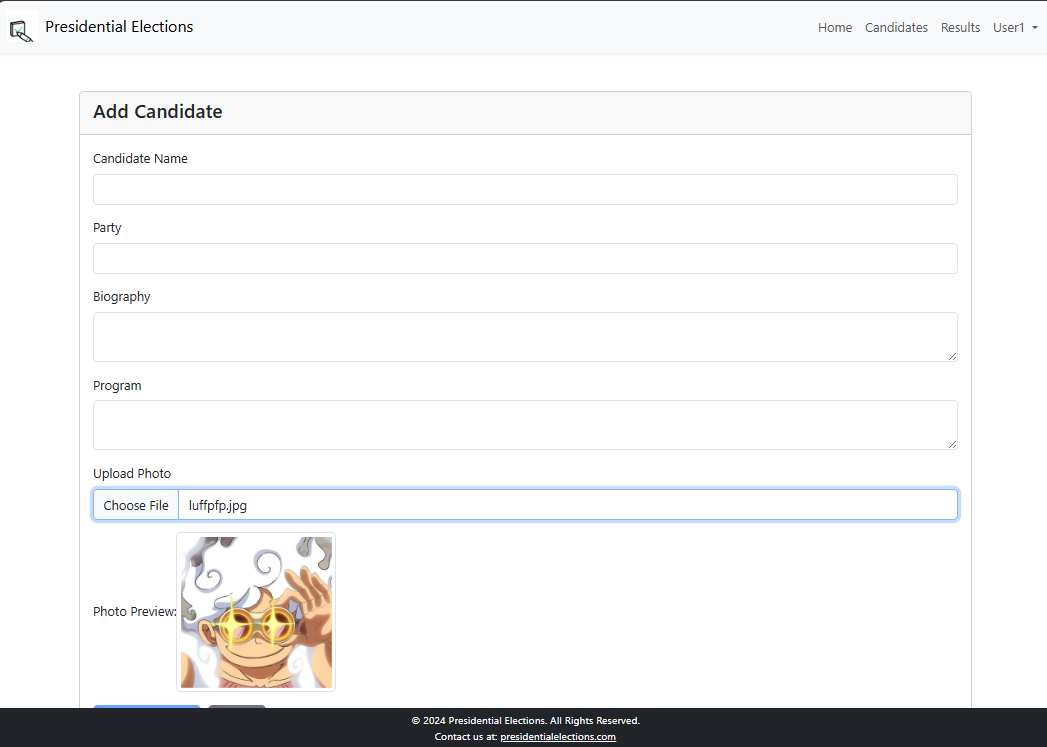 Presidential Elections
Home Candidates Results User1
Add Candidate
Candidate Name
Party
Biography
Program
Upload Photo
Choose File luffpfp.jpg
Photo Preview:
© 2024 Presidential Elections. All Rights Reserved.
Contact us at: presidentialelections.com